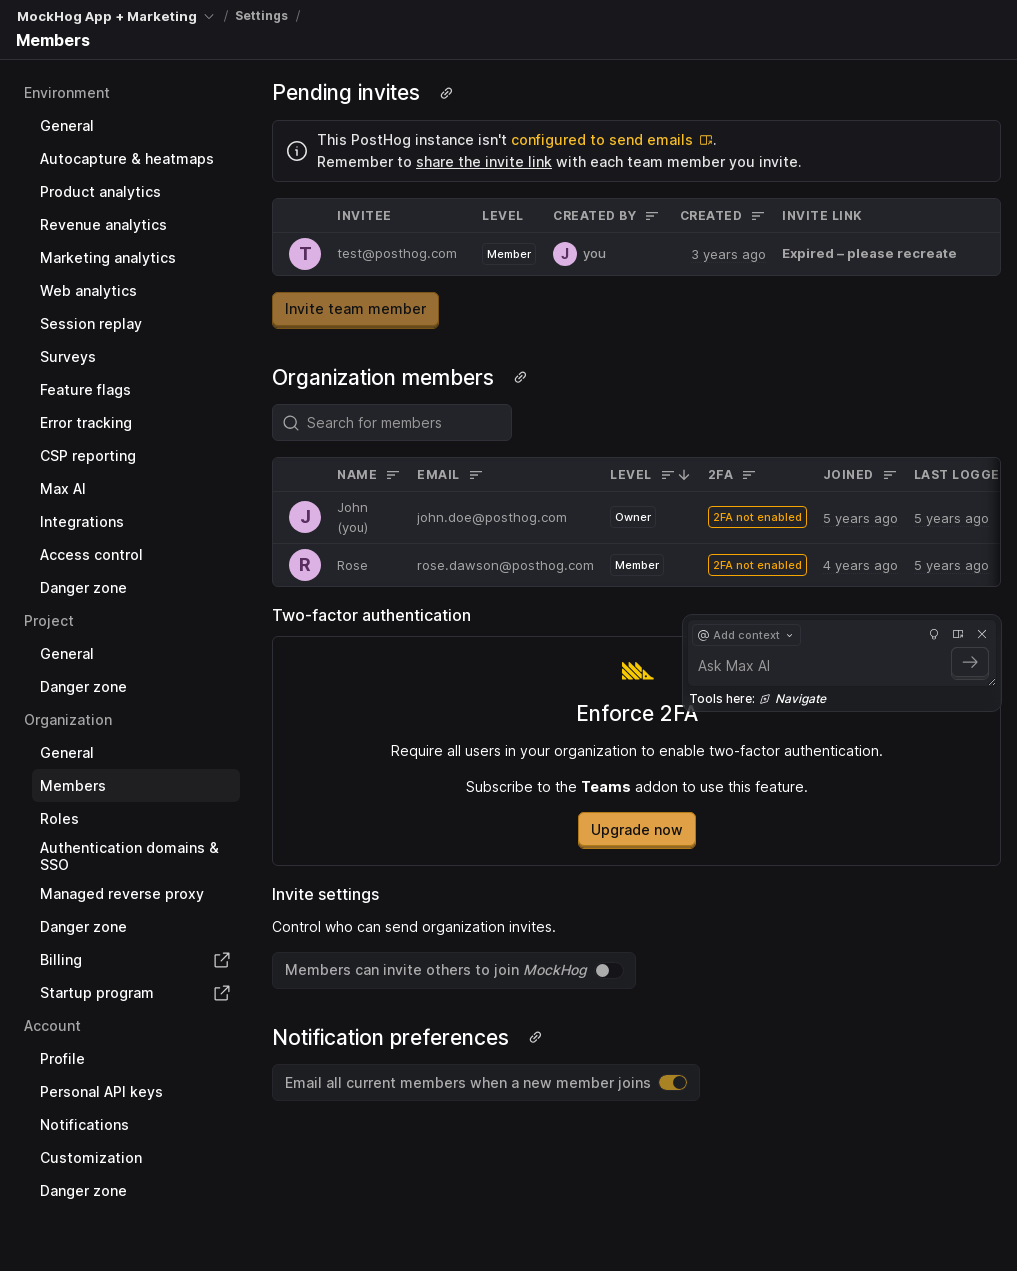 MockHog App + Marketing / Settings /
Members
Environment
General
Autocapture & heatmaps
Product analytics
Revenue analytics
Marketing analytics
Web analytics
Session replay
Surveys
Feature flags
Error tracking
CSP reporting
Max AI
Integrations
Access control
Danger zone
Project
General
Danger zone
Organization
General
Members
Roles
Authentication domains &
SSO
Managed reverse proxy
Danger zone
Billing
Startup program
Account
Profile
Personal API keys
Notifications
Customization
Danger zone
Pending invites
This PostHog instance isn't configured to send emails .
Remember to share the invite link with each team member you invite.
INVITEE LEVEL CREATED BY CREATED INVITE LINK
T test@posthog.com Member J you 3 years ago Expired – please recreate
Invite team member
Organization members
Search for members
NAME EMAIL LEVEL 2FA JOINED LAST LOGGE
J John (you) john.doe@posthog.com Owner 2FA not enabled 5 years ago 5 years ago
R Rose rose.dawson@posthog.com Member 2FA not enabled 4 years ago 5 years ago
Two-factor authentication
@ Add context
Ask Max AI
Tools here: Navigate
Enforce 2FA
Require all users in your organization to enable two-factor authentication.
Subscribe to the Teams addon to use this feature.
Upgrade now
Invite settings
Control who can send organization invites.
Members can invite others to join MockHog
Notification preferences
Email all current members when a new member joins